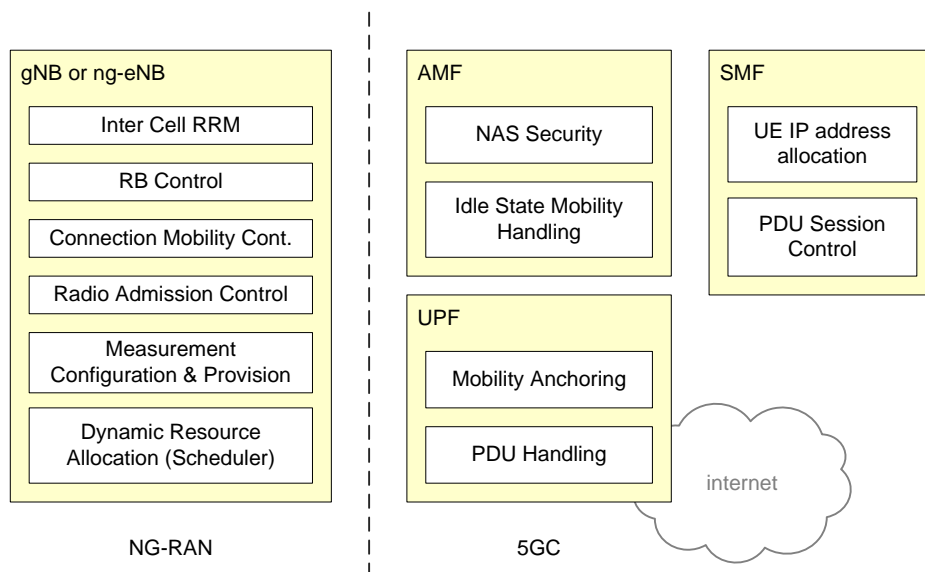 gNB or ng-eNB
Inter Cell RRM
RB Control
Connection Mobility Cont.
Radio Admission Control
Measurement
Configuration & Provision
Dynamic Resource
Allocation (Scheduler)
NG-RAN
AMF
NAS Security
Idle State Mobility
Handling
SMF
UE IP address
allocation
PDU Session
Control
UPF
Mobility Anchoring
PDU Handling
internet
5GC